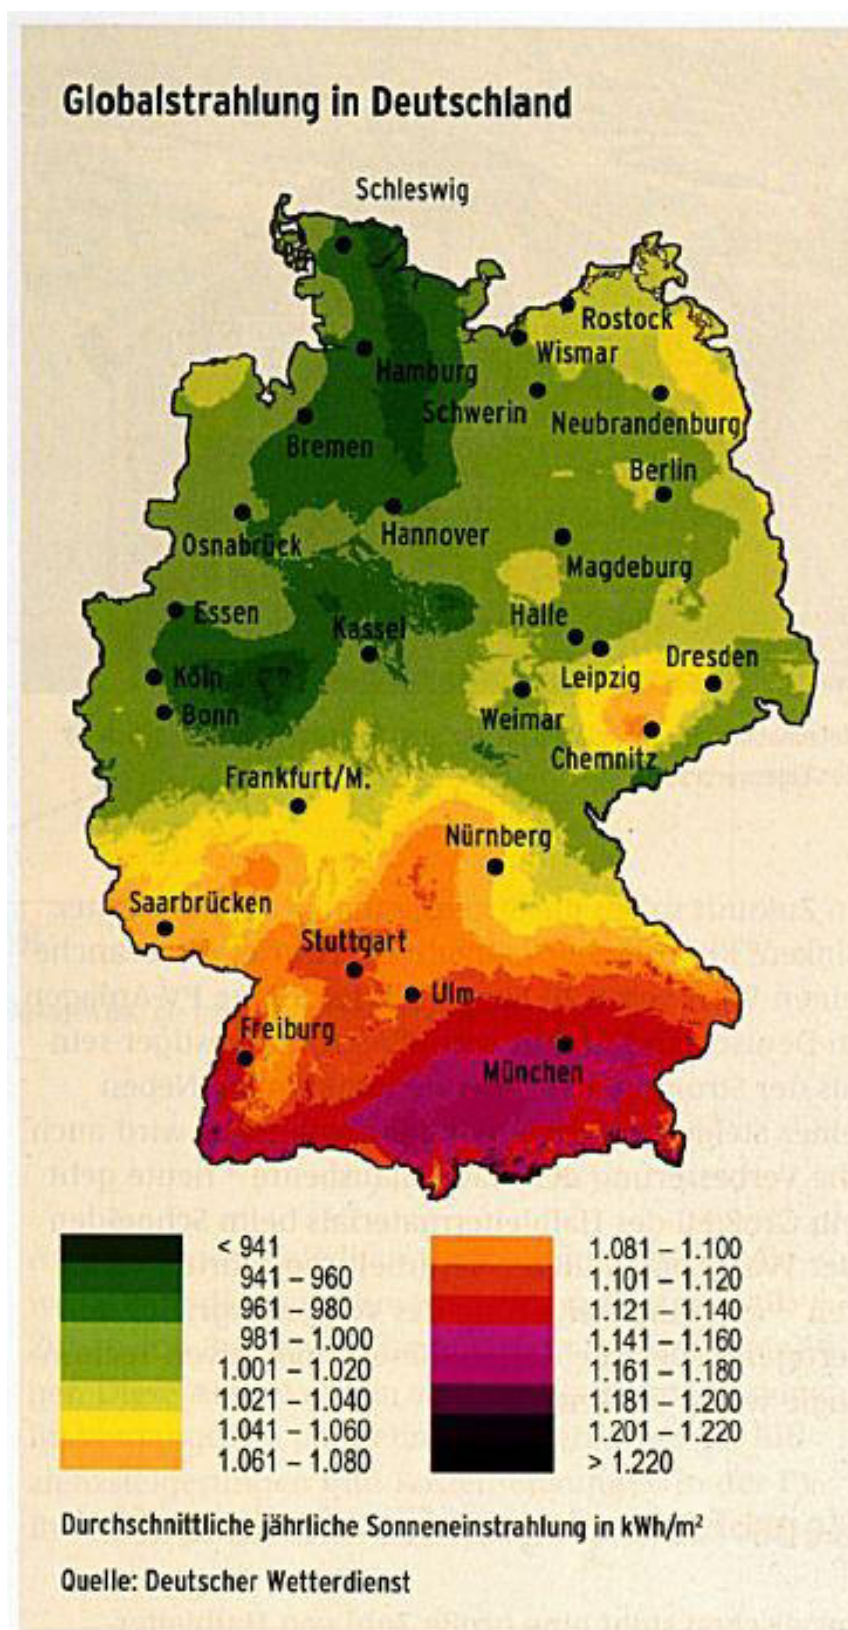 Globalstrahlung in Deutschland
Schleswig
Rostock
Wismar
Hamburg
Schwerin
Neubrandenburg
Bremen
Berlin
Osnabrück
Hannover
Magdeburg
Essen
Kassel
Halle
Köln
Leipzig
Dresden
Bonn
Weimar
Chemnitz
Frankfurt/M.
Nürnberg
Saarbrücken
Stuttgart
Ulm
Freiburg
München
< 941
941 – 960
961 – 980
981 – 1.000
1.001 – 1.020
1.021 – 1.040
1.041 – 1.060
1.061 – 1.080
1.081 – 1.100
1.101 – 1.120
1.121 – 1.140
1.141 – 1.160
1.161 – 1.180
1.181 – 1.200
1.201 – 1.220
> 1.220
Durchschnittliche jährliche Sonneneinstrahlung in kWh/m²
Quelle: Deutscher Wetterdienst